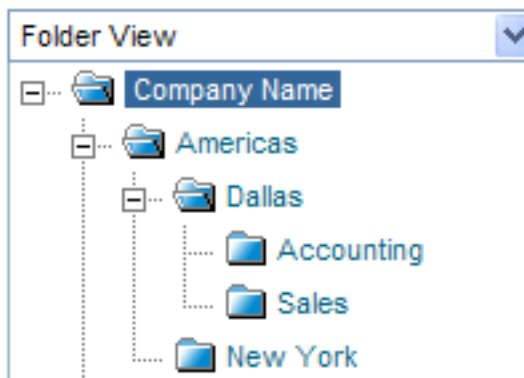 Folder View
Company Name
Americas
Dallas
Accounting
Sales
New York